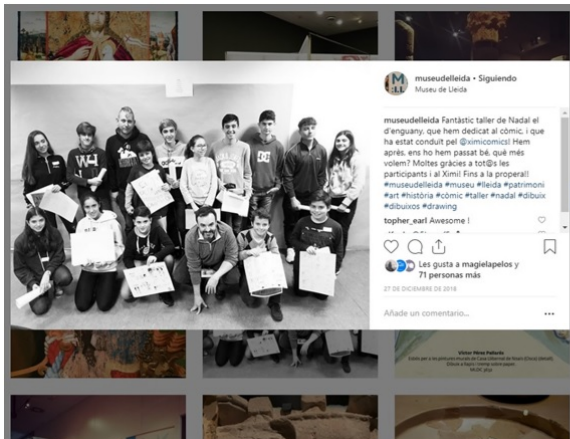 museudelleida • Siguiendo
Museu de Lleida
museudelleida Fantàstic taller de Nadal el
d'enguany, que hem dedicat al còmic, i que
ha estat conduït pel @ximicomics! Hem
après, ens ho hem passat bé, què més
volem? Moltes gràcies a tot@s les
participants i al Ximi! Fins a la propera!!
#museudelleida #museu #lleida #patrimoni
#art #història #còmic #taller #nadal #dibuix
#dibuixos #drawing
topher_earl Awesome !
Les gusta a magielapelos y
71 personas más
27 DE DICIEMBRE DE 2018
Añade un comentario...